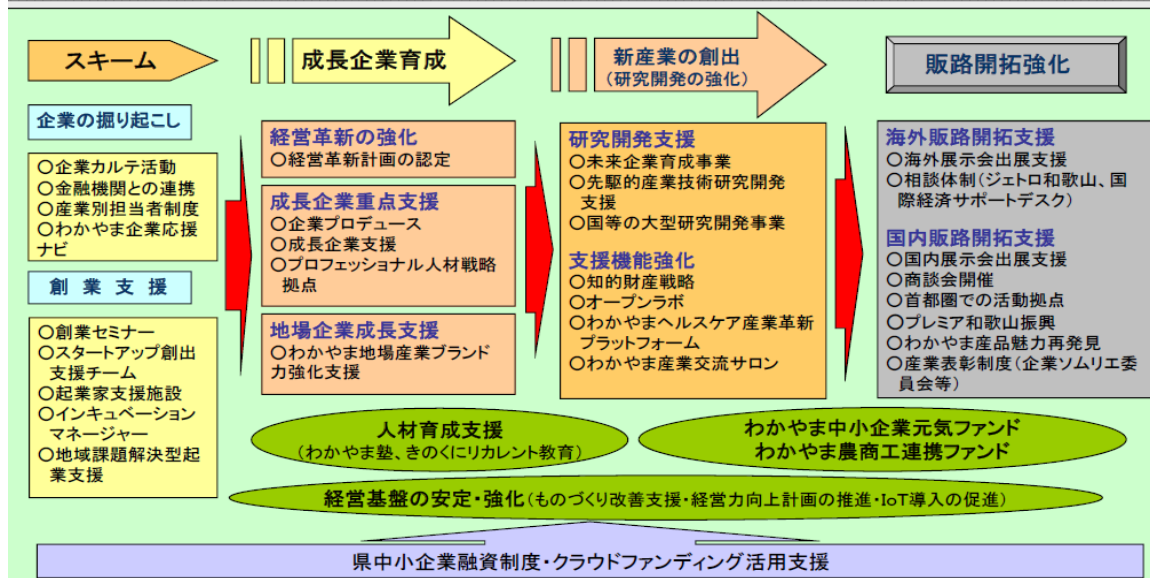 スキーム
成長企業育成
新産業の創出
(研究開発の強化)
販路開拓強化
企業の掘り起こし
○企業カルテ活動
○金融機関との連携
○産業別担当者制度
○わかやま企業応援
ナビ
創業支援
○創業セミナー
○スタートアップ創出
支援チーム
○起業家支援施設
○インキュベーション
マネージャー
○地域課題解決型起
業支援
経営革新の強化
○経営革新計画の認定
成長企業重点支援
○企業プロデュース
○成長企業支援
○プロフェッショナル人材戦略
拠点
地場企業成長支援
○わかやま地場産業ブランド
力強化支援
研究開発支援
○未来企業育成事業
○先駆的産業技術研究開発
支援
○国等の大型研究開発事業
支援機能強化
○知的財産戦略
○オープンラボ
○わかやまヘルスケア産業革新
プラットフォーム
○わかやま産業交流サロン
海外販路開拓支援
○海外展示会出展支援
○相談体制(ジェトロ和歌山、国
際経済サポートデスク)
国内販路開拓支援
○国内展示会出展支援
○商談会開催
○首都圏での活動拠点
○プレミア和歌山振興
○わかやま産品魅力再発見
○産業表彰制度(企業ソムリエ委
員会等)
人材育成支援
(わかやま塾、きのくにリカレント教育)
わかやま中小企業元気ファンド
わかやま農商工連携ファンド
経営基盤の安定・強化(ものづくり改善支援・経営力向上計画の推進・IoT導入の促進)
県中小企業融資制度・クラウドファンディング活用支援